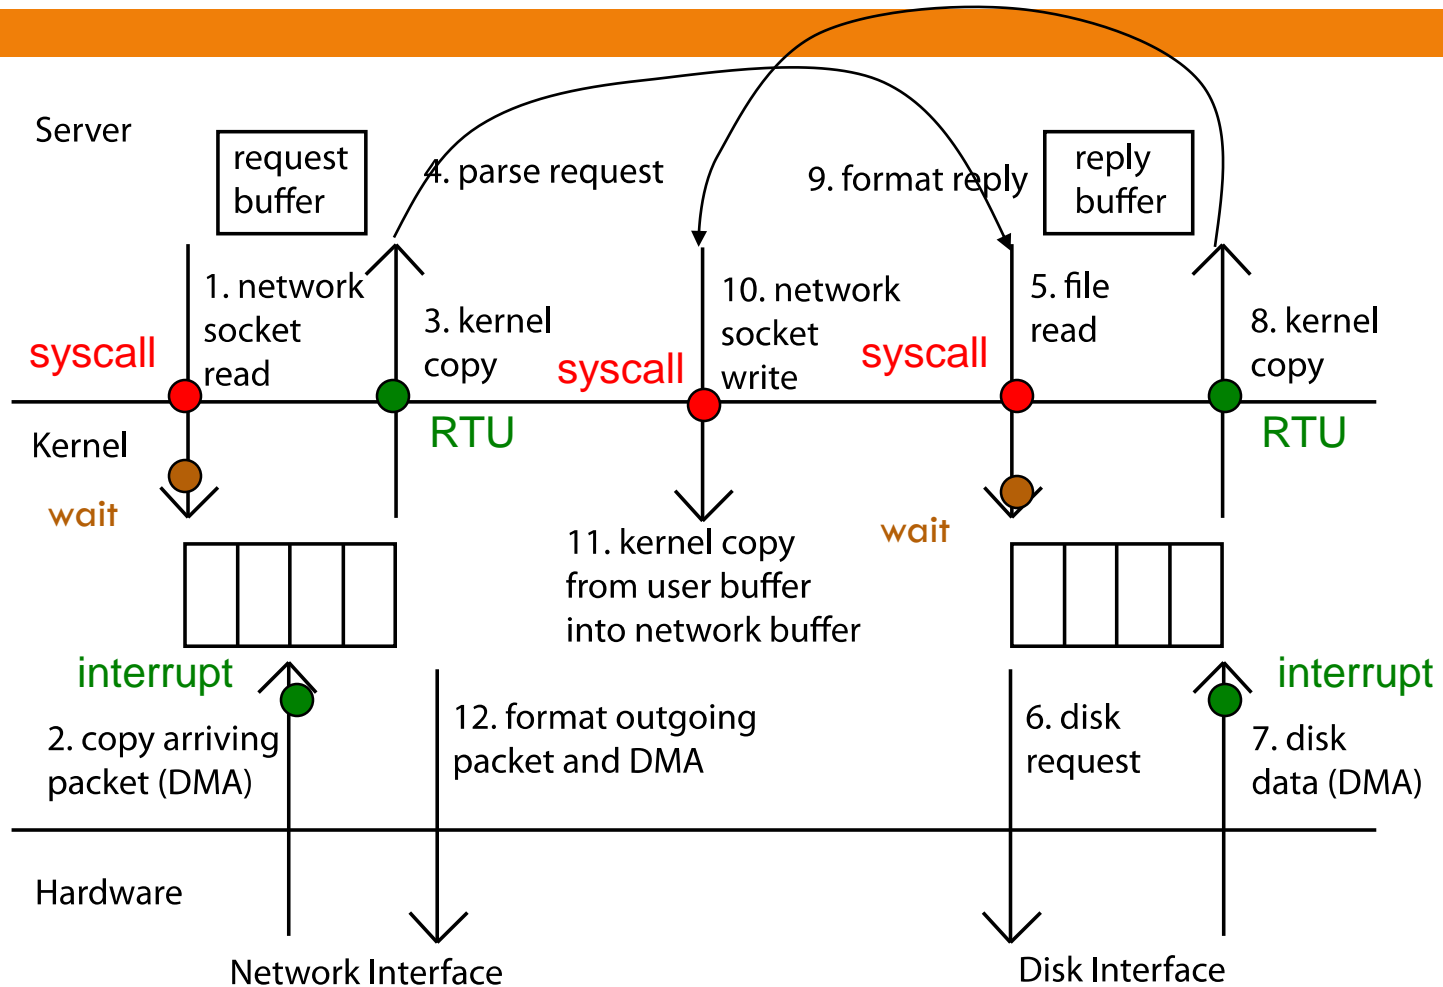 Server
request
buffer
4. parse request
9. format reply
reply
buffer
1. network
socket
read
3. kernel
copy
10. network
socket
write
5. file
read
8. kernel
copy
syscall
syscall
syscall
RTU
RTU
Kernel
wait
wait
11. kernel copy
from user buffer
into network buffer
interrupt
interrupt
2. copy arriving
packet (DMA)
12. format outgoing
packet and DMA
6. disk
request
7. disk
data (DMA)
Hardware
Network Interface
Disk Interface